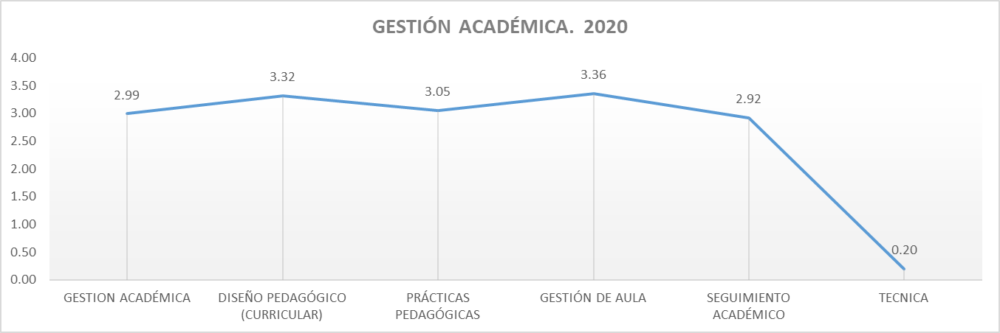 GESTIÓN ACADÉMICA. 2020
4.00
3.50
3.00
2.50
2.00
1.50
1.00
0.50
0.00
2.99
3.32
3.05
3.36
2.92
0.20
GESTION ACADÉMICA
DISEÑO PEDAGÓGICO
(CURRICULAR)
PRÁCTICAS
PEDAGÓGICAS
GESTIÓN DE AULA
SEGUIMIENTO
ACADÉMICO
TECNICA